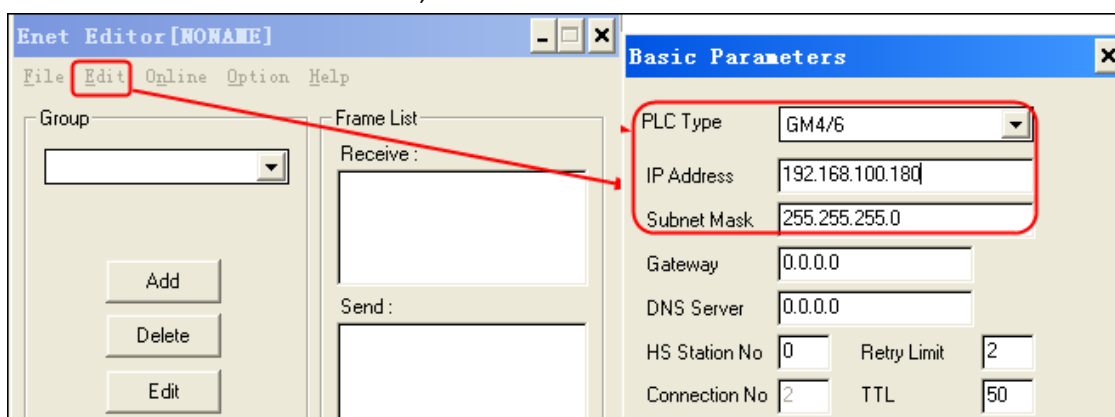 Enet Editor[NONAME]
File Edit Online Option Help
Group
Add
Delete
Edit
Frame List
Receive :
Send :
Basic Parameters
PLC Type GM4/6
IP Address 192.168.100.180
Subnet Mask 255.255.255.0
Gateway 0.0.0.0
DNS Server 0.0.0.0
HS Station No 0 Retry Limit 2
Connection No 2 TTL 50